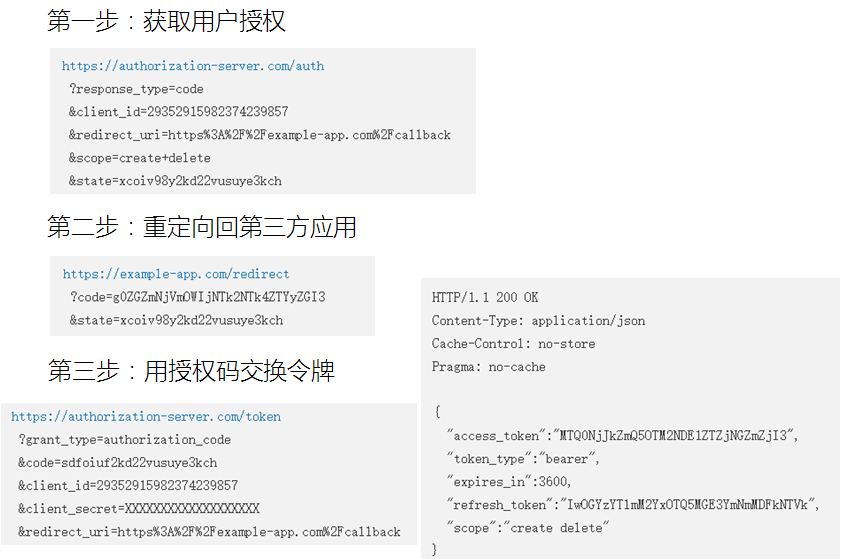 第一步：获取用户授权
https://authorization-server.com/auth
?response_type=code
&client_id=29352915982374239857
&redirect_uri=https%3A%2F%2Fexample-app.com%2Fcallback
&scope=create+delete
&state=xcoiv98y2kd22vusuye3kch
第二步：重定向回第三方应用
https://example-app.com/redirect
?code=g0ZGZmNjVmOWIjNTk2NTk4ZTYyZGI3
&state=xcoiv98y2kd22vusuye3kch
第三步：用授权码交换令牌
https://authorization-server.com/token
?grant_type=authorization_code
&code=sdfoiuf2kd22vusuye3kch
&client_id=29352915982374239857
&client_secret=XXXXXXXXXXXXXXXXXXX
&redirect_uri=https%3A%2F%2Fexample-app.com%2Fcallback
HTTP/1.1 200 OK
Content-Type: application/json
Cache-Control: no-store
Pragma: no-cache
{
"access_token":"MTQ0NjJkZmQ5OTM2NDE1ZTZjNGZmZjI3",
"token_type":"bearer",
"expires_in":3600,
"refresh_token":"IwOGYzYTlmM2YxOTQ5MGE3YmNmMDFkNTVk",
"scope":"create delete"
}